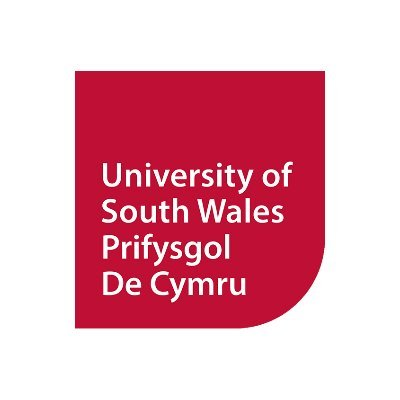 University of
South Wales
Prifysgol
De Cymru